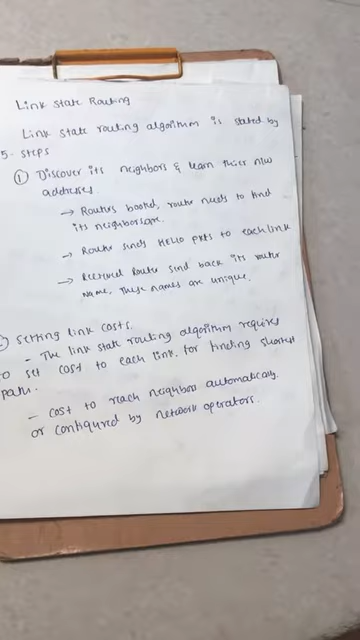 Link State Routing
Link state routing algorithm is stated by
5- steps
① Discover its neighbors & learn thier n/w
addresses.
→ Routers booted, router needs to find
its neighbors are.
→ Router sends HELLO PKTS to each link
→ Received Router send back its router
name, These names are unique.
Setting link costs.
- The link state routing algorithm requires
to set cost to each link for finding shortest
path.
- cost to reach neighbors automatically
or configured by network operators.